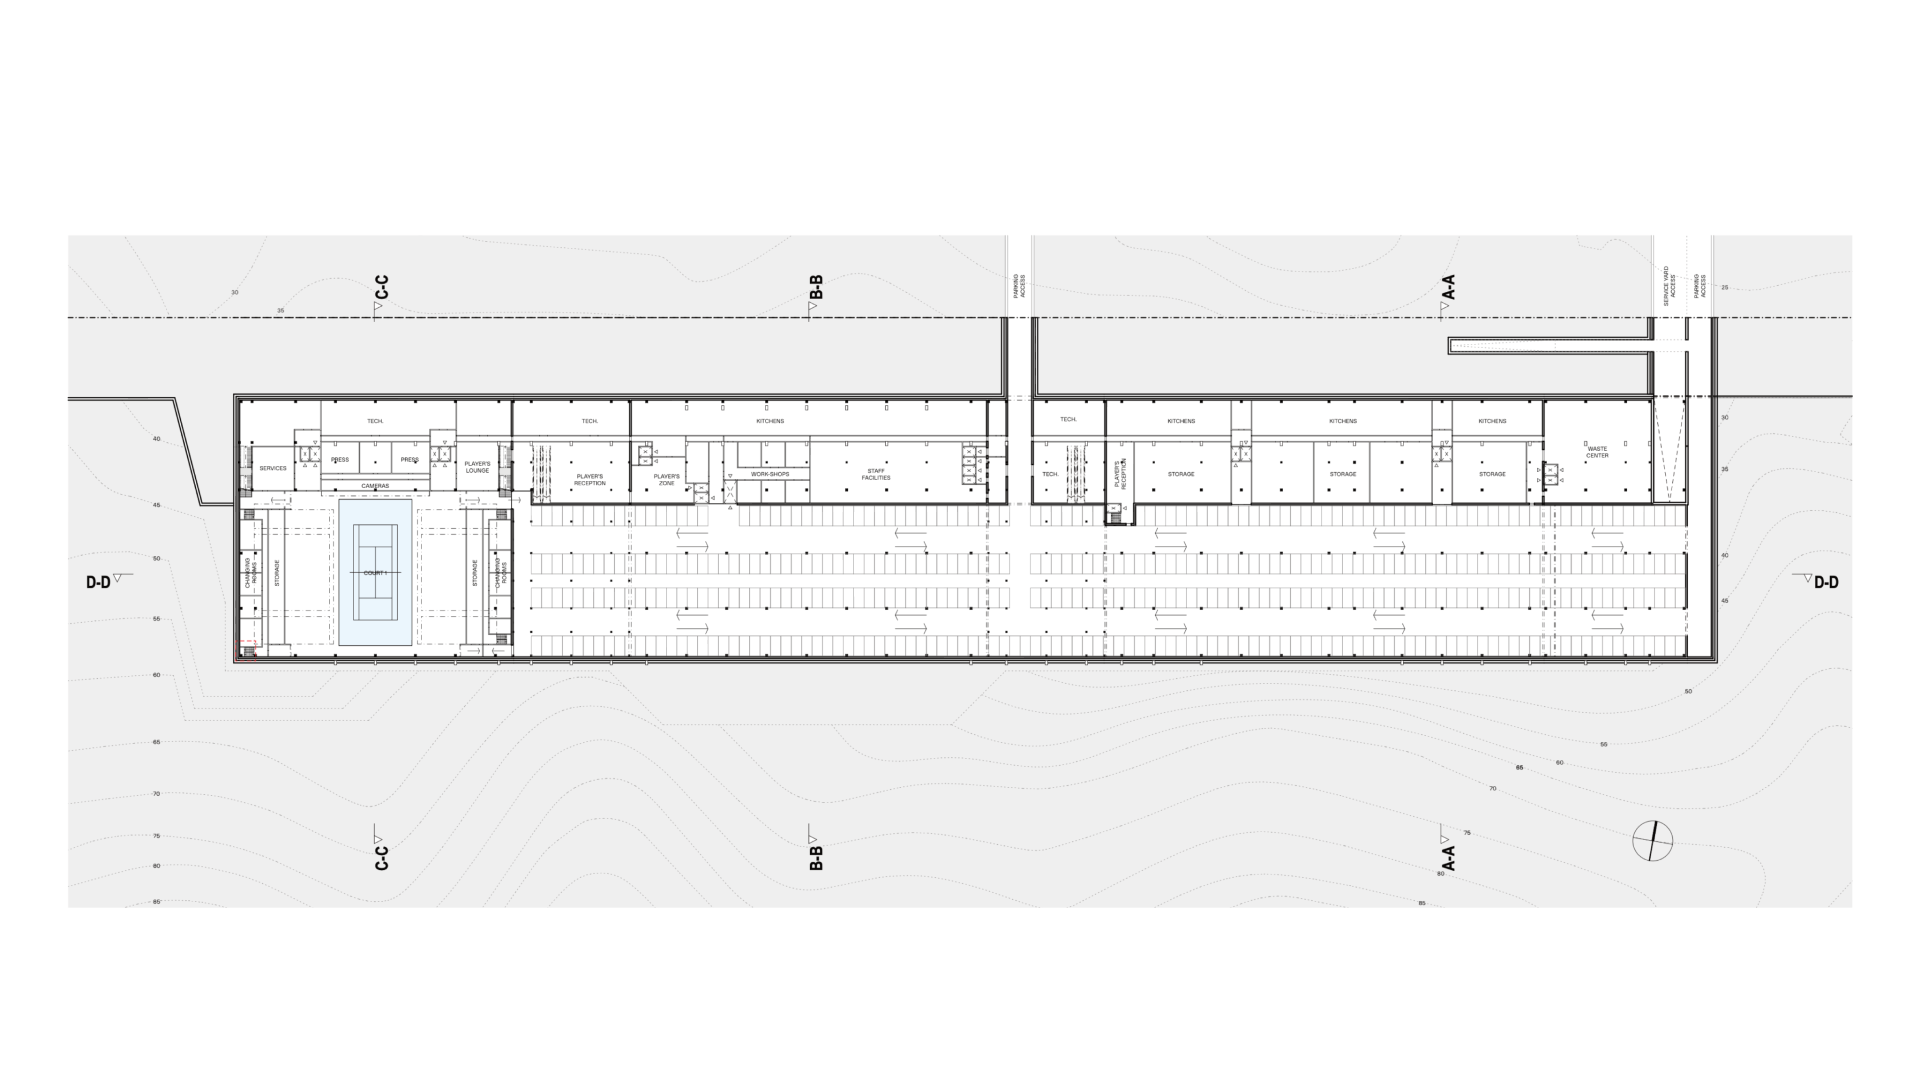 PARKING
ACCESS
SERVICE YARD
ACCESS
PARKING
ACCESS
C-C
B-B
A-A
30
35
25
TECH.
TECH.
KITCHENS
TECH.
KITCHENS
KITCHENS
KITCHENS
30
40
SERVICES
PRESS
PRESS
PLAYER'S
LOUNGE
CAMERAS
PLAYER'S
RECEPTION
PLAYER'S
ZONE
WORK-SHOPS
STAFF
FACILITIES
TECH.
PLAYER'S
RECEPTION
STORAGE
STORAGE
STORAGE
WASTE
CENTER
35
45
50
40
D-D
CHANGING
ROOMS
STORAGE
COURT 1
STORAGE
CHANGING
ROOMS
D-D
45
55
60
50
65
55
60
65
70
70
75
75
80
80
85
85
C-C
B-B
A-A